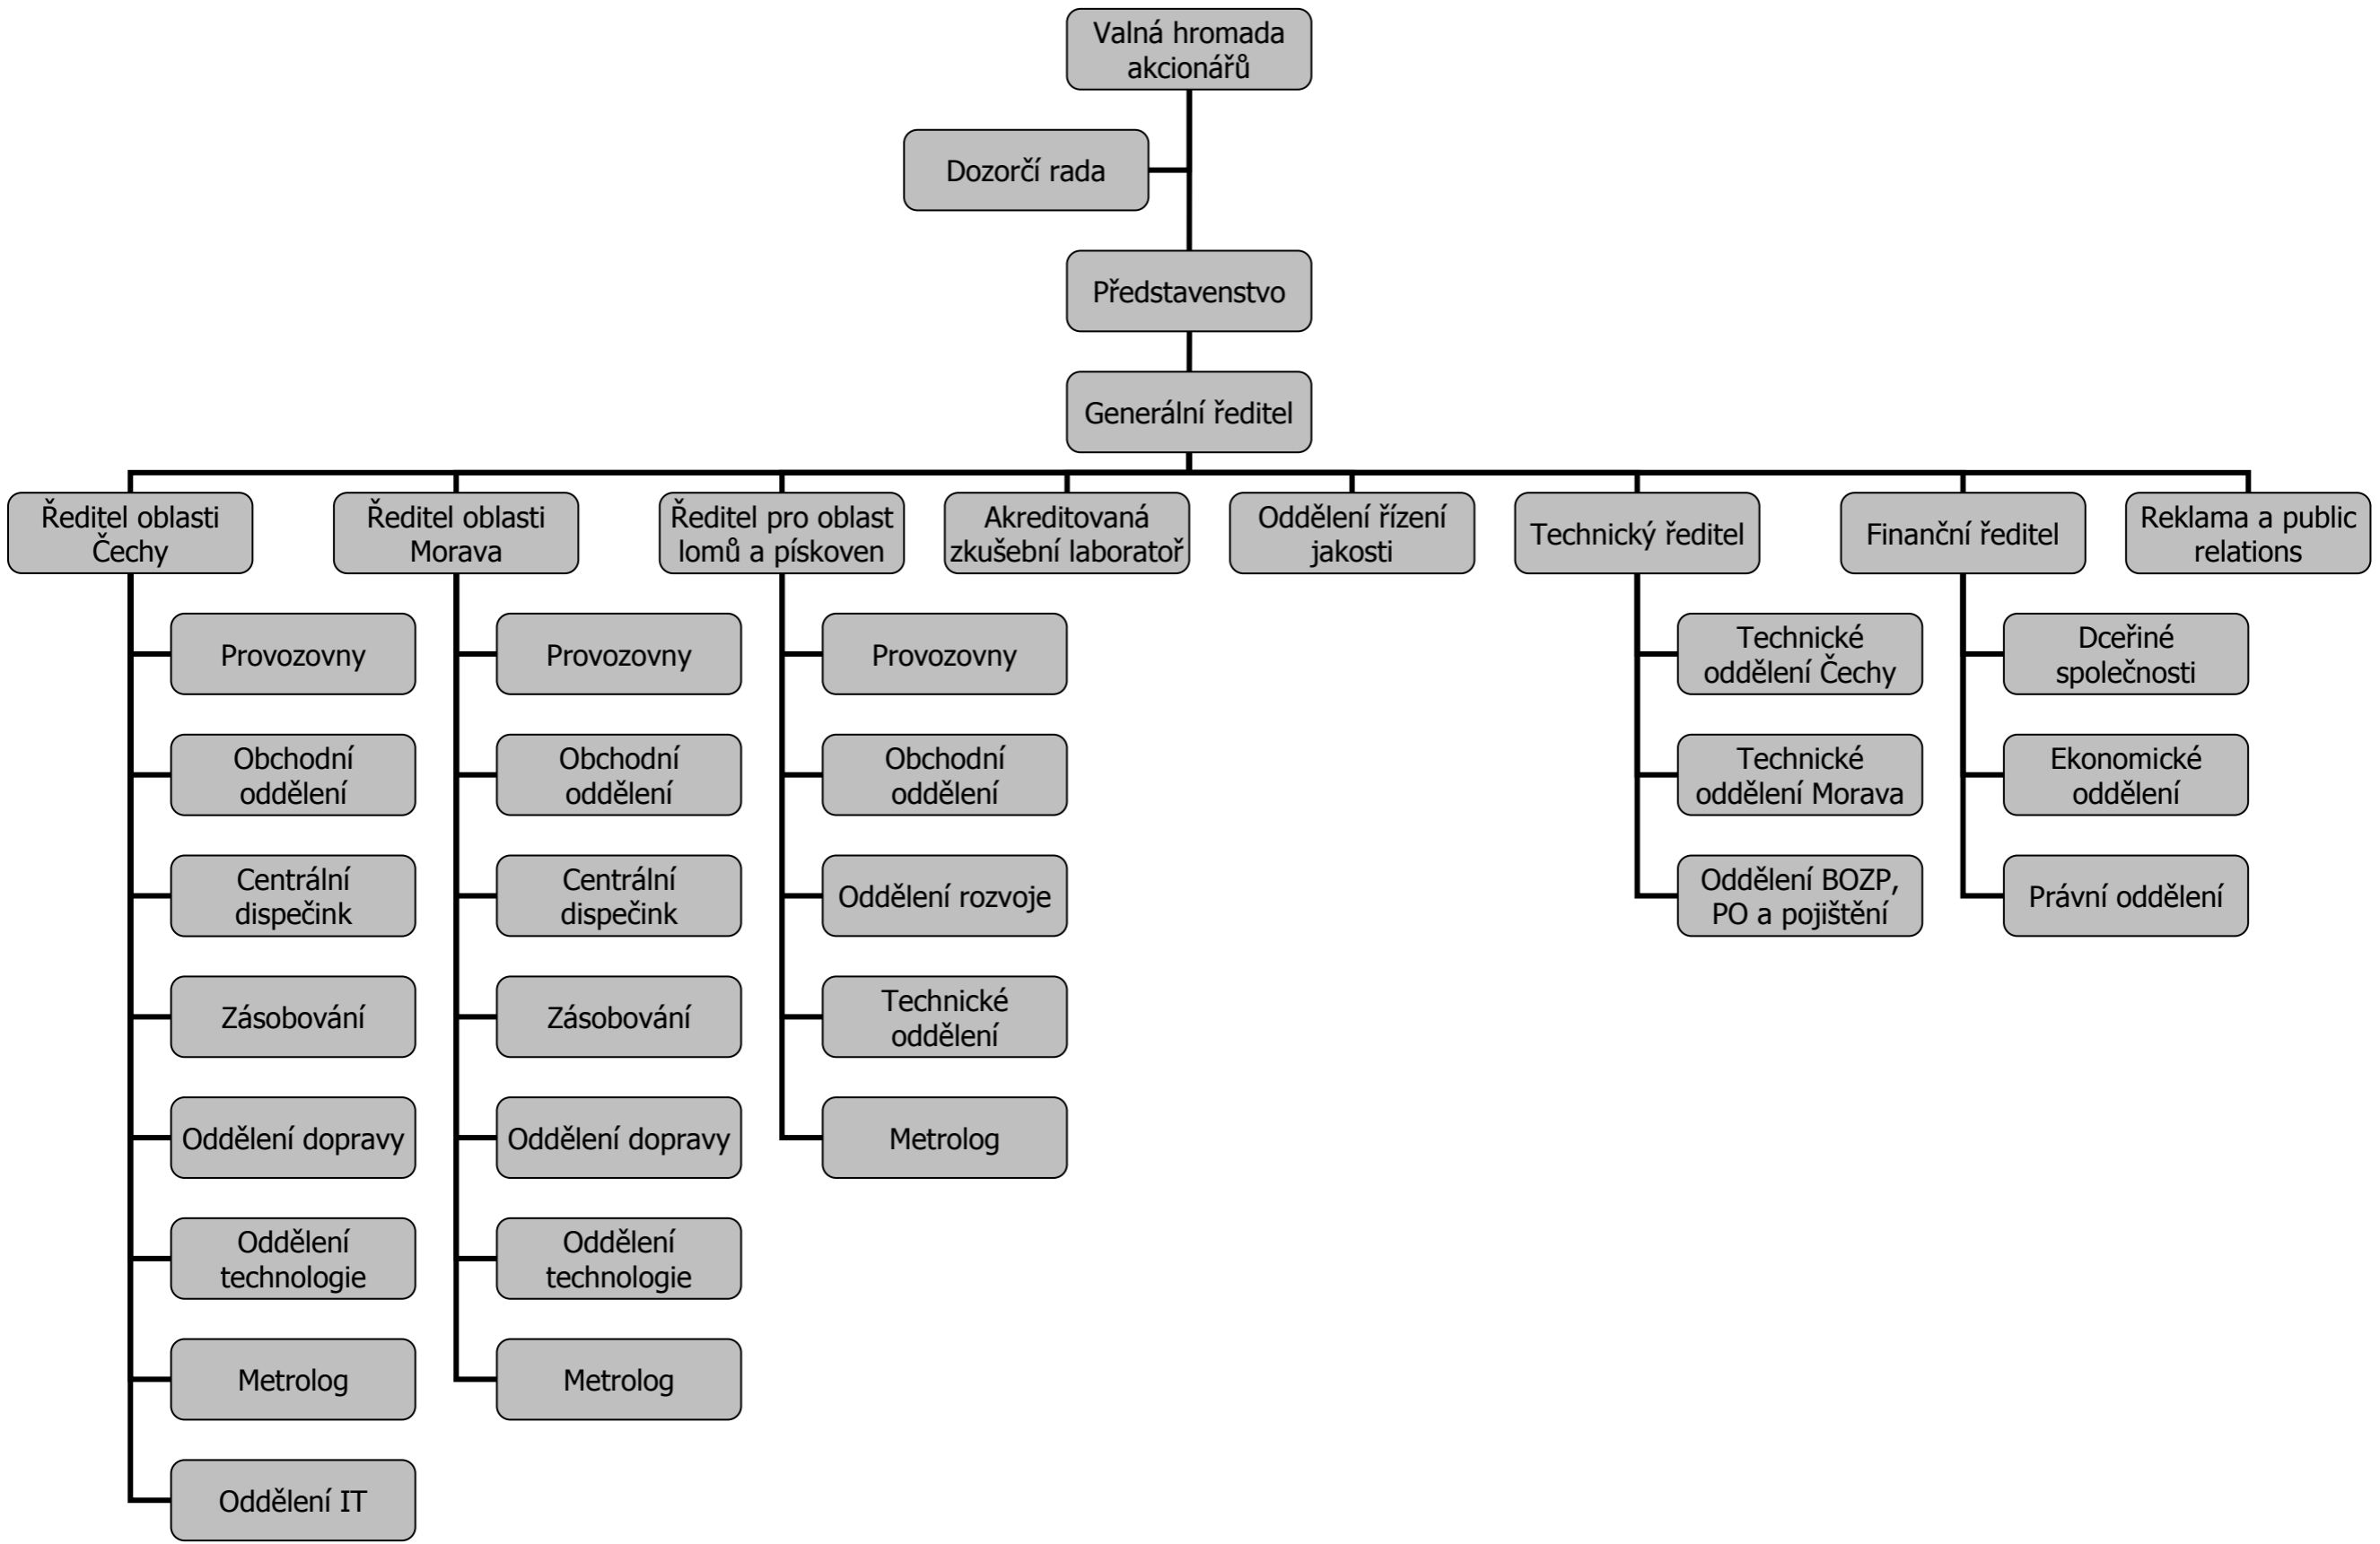 Valná hromada
akcionářů
Dozorčí rada
Představenstvo
Generální ředitel
Ředitel oblasti
Čechy
Ředitel oblasti
Morava
Ředitel pro oblast
lomů a pískoven
Akreditovaná
zkušební laboratoř
Oddělení řízení
jakosti
Technický ředitel
Finanční ředitel
Reklama a public
relations
Provozovny
Obchodní
oddělení
Centrální
dispečink
Zásobování
Oddělení dopravy
Oddělení
technologie
Metrolog
Oddělení IT
Provozovny
Obchodní
oddělení
Centrální
dispečink
Zásobování
Oddělení dopravy
Oddělení
technologie
Metrolog
Provozovny
Obchodní
oddělení
Oddělení rozvoje
Technické
oddělení
Metrolog
Technické
oddělení Čechy
Technické
oddělení Morava
Oddělení BOZP,
PO a pojištění
Dceřiné
společnosti
Ekonomické
oddělení
Právní oddělení